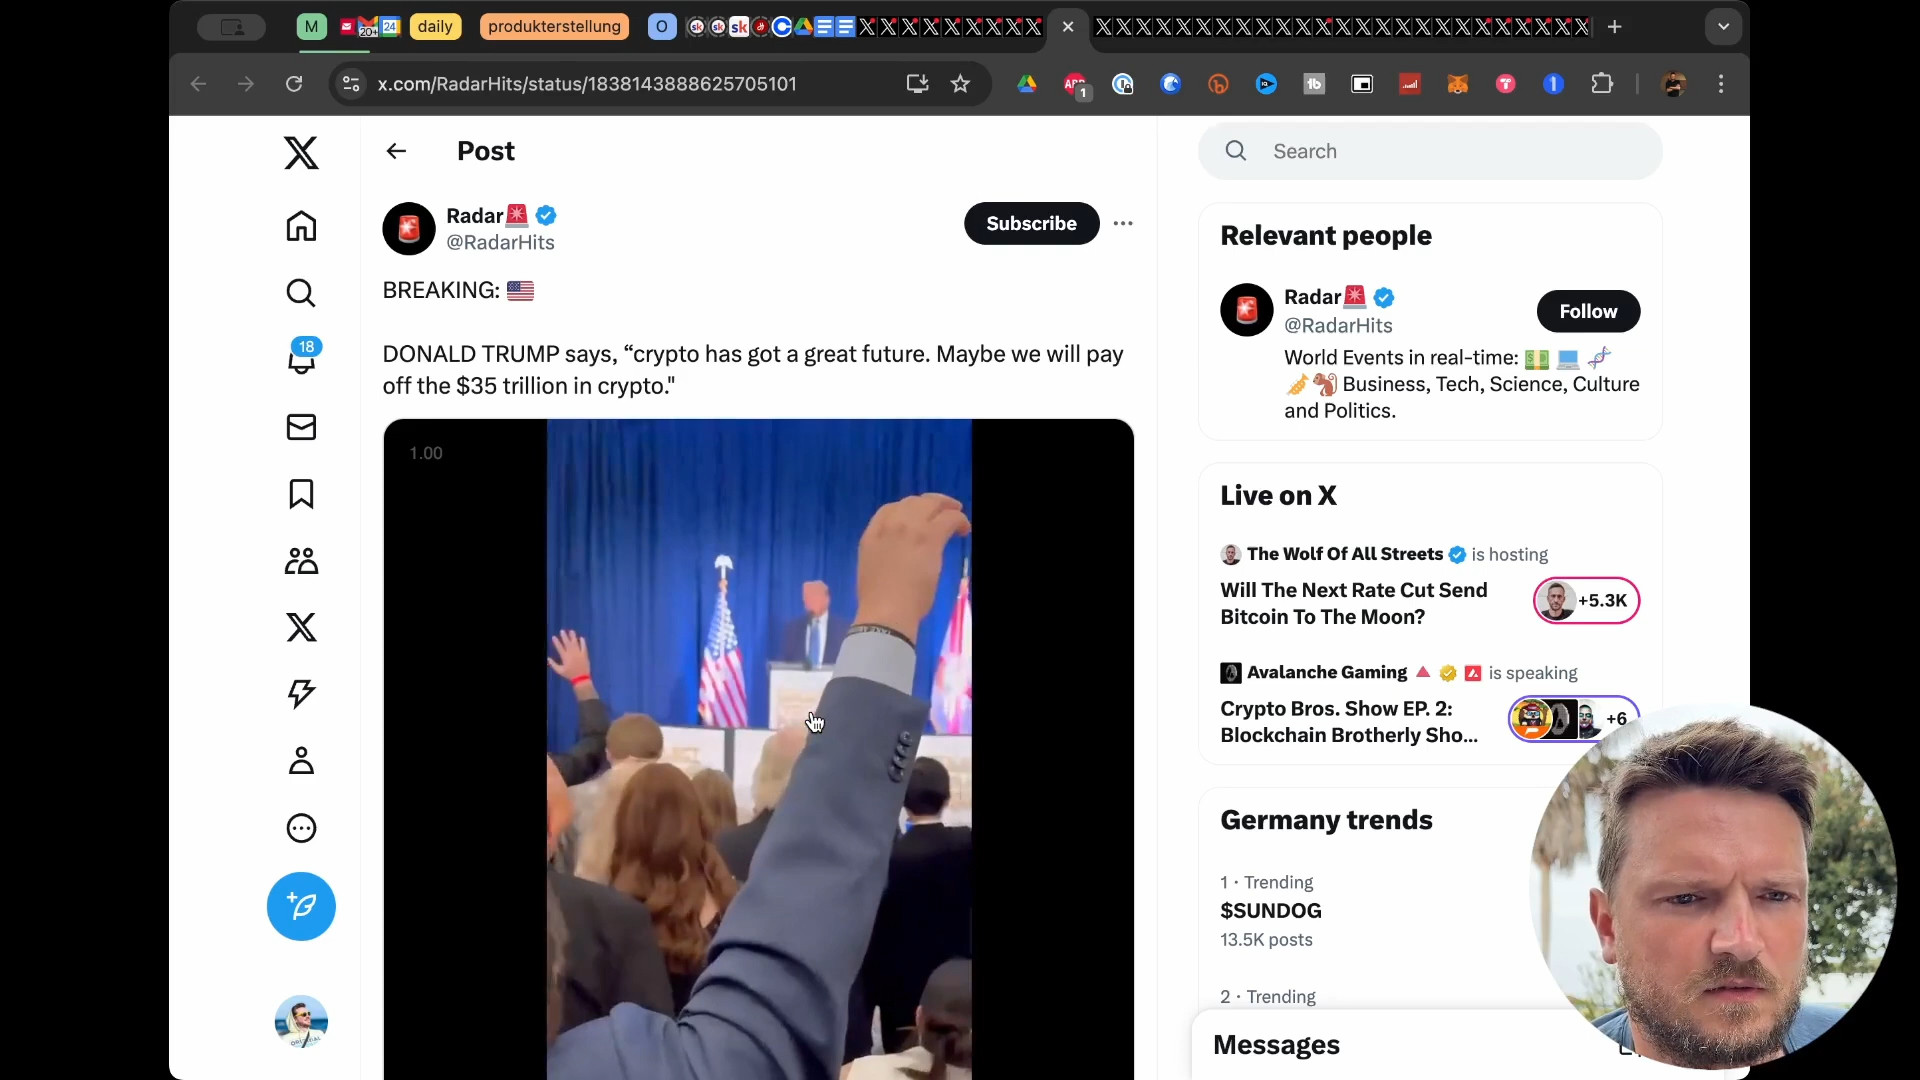 M
20+
24
daily
produkterstellung
O
sk
x.com/RadarHits/status/1838143888625705101
1
Post
Search
Radar
@RadarHits
Subscribe
BREAKING:
DONALD TRUMP says, “crypto has got a great future. Maybe we will pay
off the $35 trillion in crypto."
1.00
18
Relevant people
Radar
@RadarHits
Follow
World Events in real-time:
Business, Tech, Science, Culture
and Politics.
Live on X
The Wolf Of All Streets is hosting
Will The Next Rate Cut Send
Bitcoin To The Moon?
+5.3K
Avalanche Gaming is speaking
Crypto Bros. Show EP. 2:
Blockchain Brotherly Sho...
+6
Germany trends
1 · Trending
$SUNDOG
13.5K posts
2 · Trending
Messages